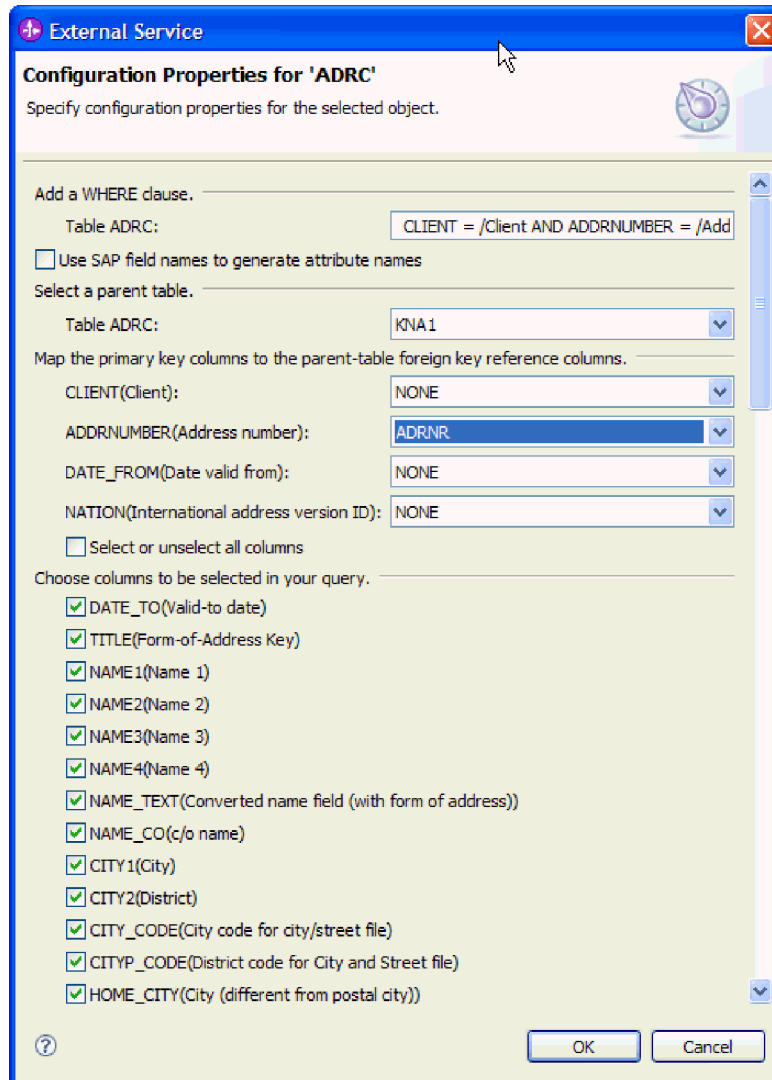 External Service
Configuration Properties for 'ADRC'
Specify configuration properties for the selected object.
Add a WHERE clause.
Table ADRC: CLIENT = /Client AND ADDRNUMBER = /Add
Use SAP field names to generate attribute names
Select a parent table.
Table ADRC: KNA1
Map the primary key columns to the parent-table foreign key reference columns.
CLIENT(Client): NONE
ADDRNUMBER(Address number): ADRNR
DATE_FROM(Date valid from): NONE
NATION(International address version ID): NONE
Select or unselect all columns
Choose columns to be selected in your query.
DATE_TO(Valid-to date)
TITLE(Form-of-Address Key)
NAME1(Name 1)
NAME2(Name 2)
NAME3(Name 3)
NAME4(Name 4)
NAME_TEXT(Converted name field (with form of address))
NAME_CO(c/o name)
CITY1(City)
CITY2(District)
CITY_CODE(City code for city/street file)
CITYP_CODE(District code for City and Street file)
HOME_CITY(City (different from postal city))
? OK Cancel